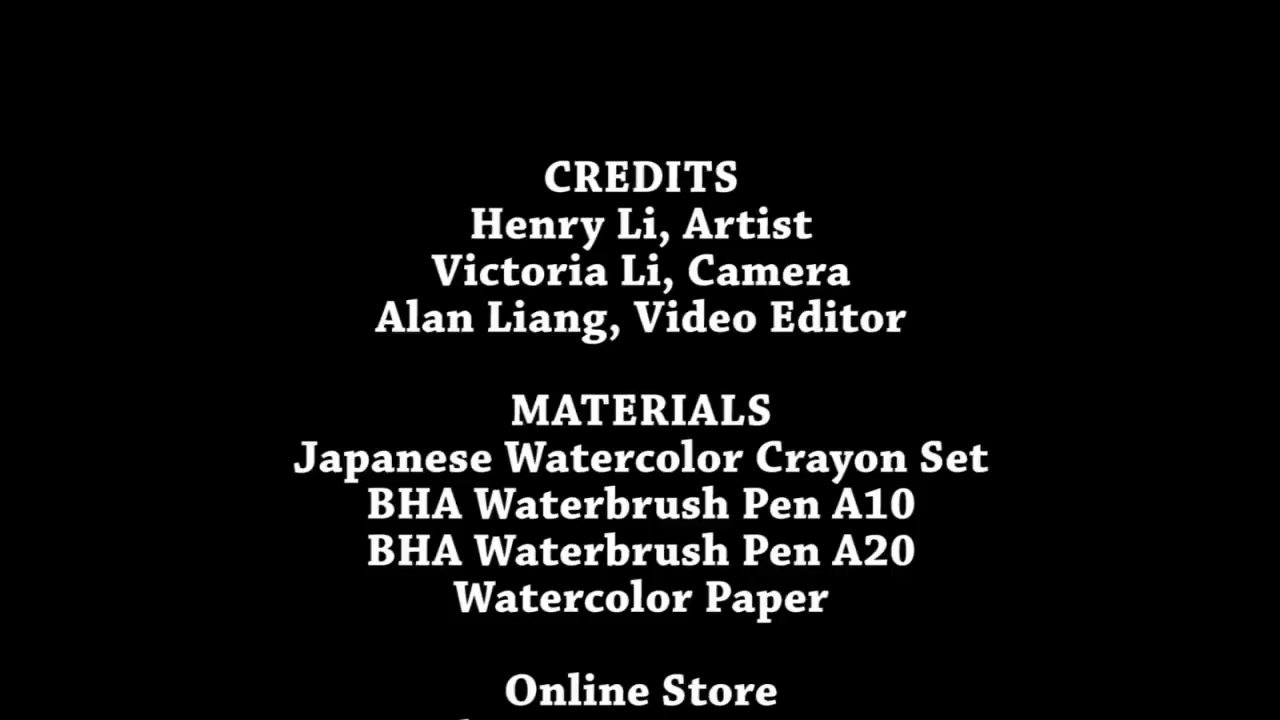 CREDITS
Henry Li, Artist
Victoria Li, Camera
Alan Liang, Video Editor
MATERIALS
Japanese Watercolor Crayon Set
BHA Waterbrush Pen A10
BHA Waterbrush Pen A20
Watercolor Paper
Online Store